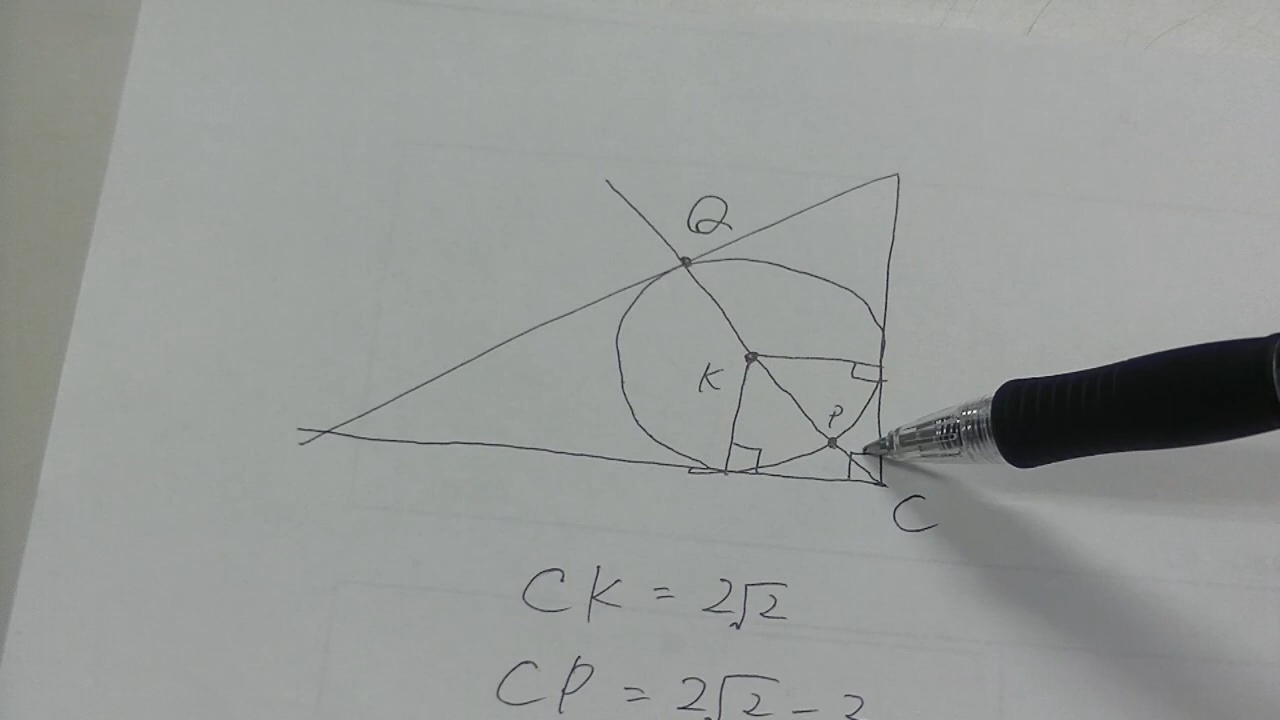 Q
K
P
C
CK = 2√2
CP = 2√2 - 2